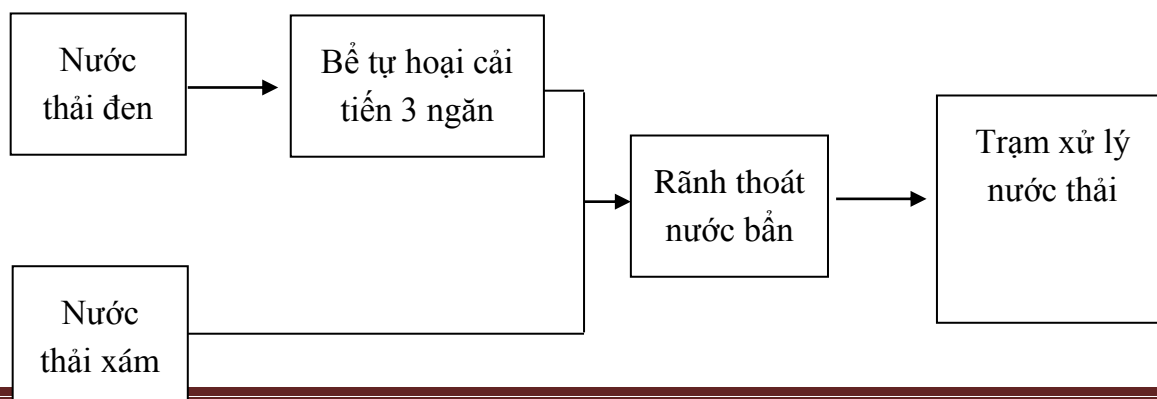 Nước
thải đen
Bể tự hoại cải
tiến 3 ngăn
Rãnh thoát
nước bẩn
Trạm xử lý
nước thải
Nước
thải xám